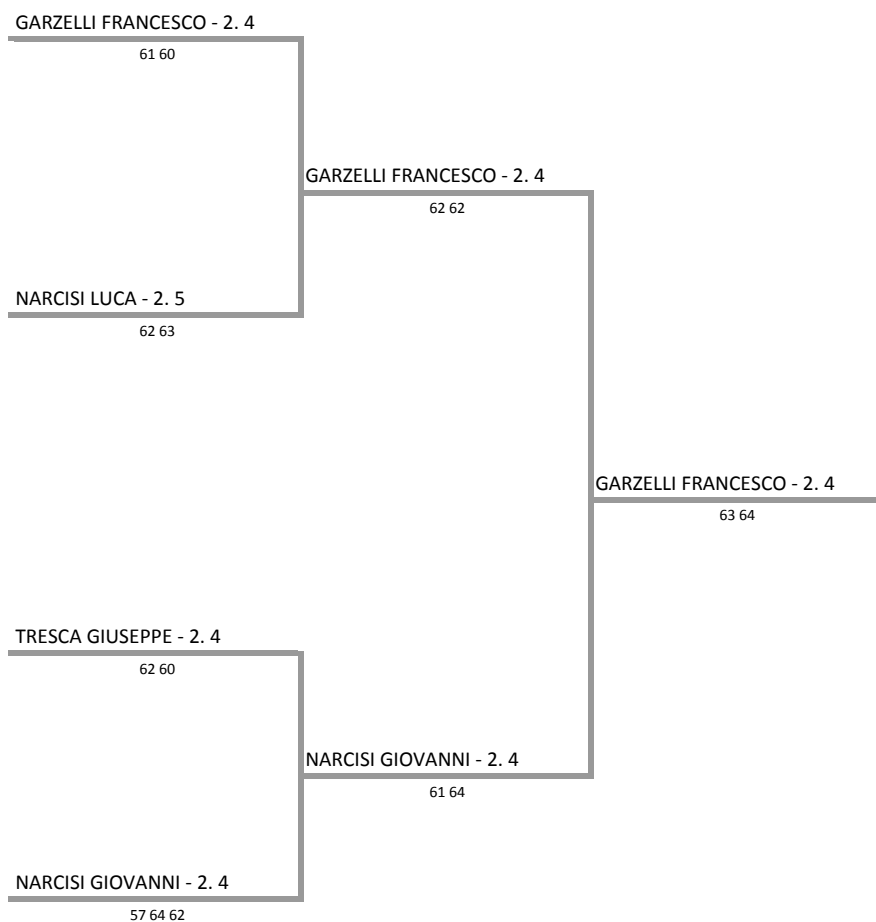 GARZELLI FRANCESCO - 2. 4
61 60
GARZELLI FRANCESCO - 2. 4
62 62
NARCISI LUCA - 2. 5
62 63
GARZELLI FRANCESCO - 2. 4
63 64
TRESCA GIUSEPPE - 2. 4
62 60
NARCISI GIOVANNI - 2. 4
61 64
NARCISI GIOVANNI - 2. 4
57 64 62